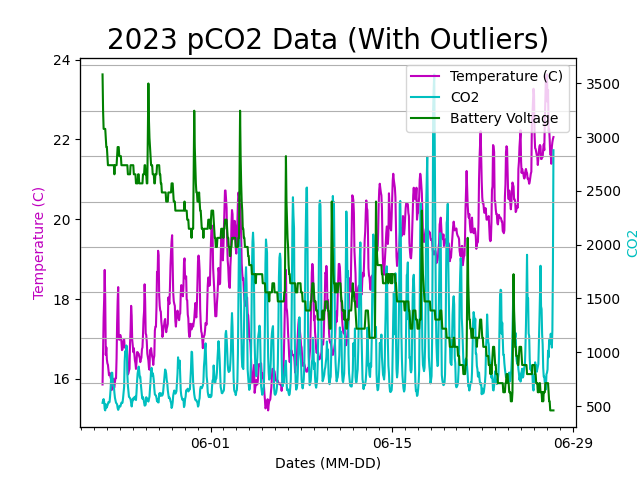 2023 pCO2 Data (With Outliers)
Temperature (C)
CO2
Battery Voltage
24
22
20
18
16
Temperature (C)
3500
3000
2500
2000
1500
1000
500
CO2
06-01
06-15
06-29
Dates (MM-DD)